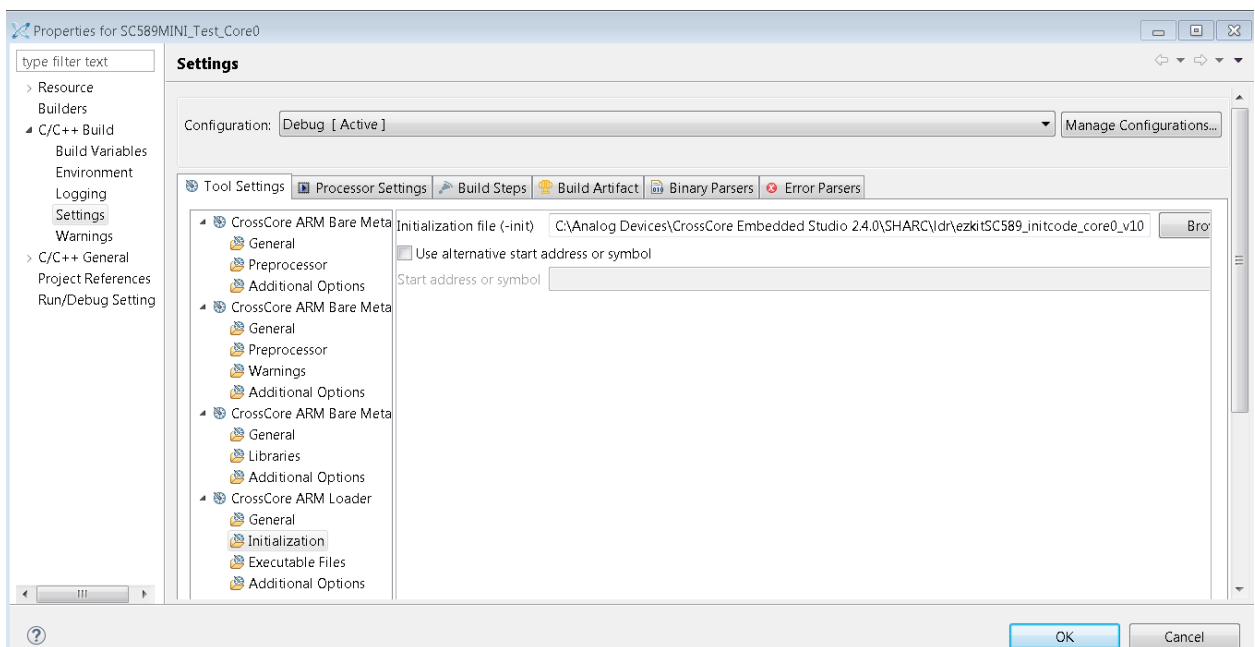 Properties for SC589MINI_Test_Core0
type filter text
Resource
Builders
C/C++ Build
Build Variables
Environment
Logging
Settings
Warnings
C/C++ General
Project References
Run/Debug Setting
Settings
Configuration: Debug [ Active ] Manage Configurations...
Tool Settings Processor Settings Build Steps Build Artifact Binary Parsers Error Parsers
CrossCore ARM Bare Meta
General
Preprocessor
Additional Options
CrossCore ARM Bare Meta
General
Preprocessor
Warnings
Additional Options
CrossCore ARM Bare Meta
General
Libraries
Additional Options
CrossCore ARM Loader
General
Initialization
Executable Files
Additional Options
Initialization file (-init) C:\Analog Devices\CrossCore Embedded Studio 2.4.0\SHARC\ldr\ezkitSC589_initcode_core0_v10 Bro
Use alternative start address or symbol
Start address or symbol
OK Cancel